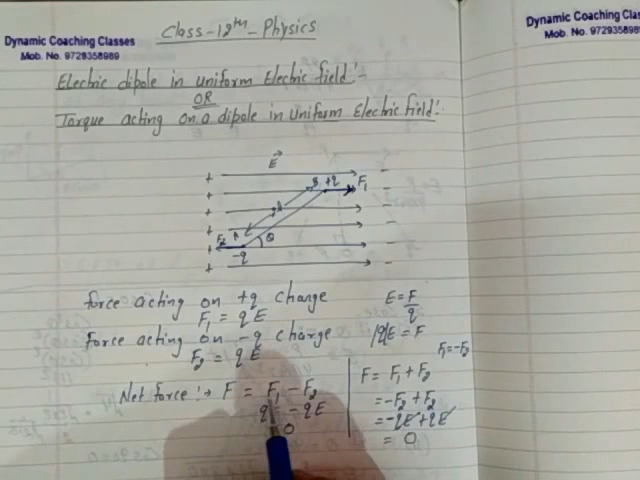 Dynamic Coaching Classes
Mob. No. 9729358989
Class-12th-Physics
Dynamic Coaching Clas
Mob. No. 972935898
Electric dipole in uniform Electric field:-
OR
Torque acting on a dipole in uniform Electric field:-
E
+ -
+ B +q F1 -
+ -
F2 A θ
+ -
-q
+ -
force acting on +q Charge
F1 = qE
force acting on -q Charge
F2 = qE
E = F/q
qE = F
F1 = -F2
Net force :→ F = F1 - F2
q - qE
0
F = F1 + F2
= -F2 + F2
= -qE + qE
= 0